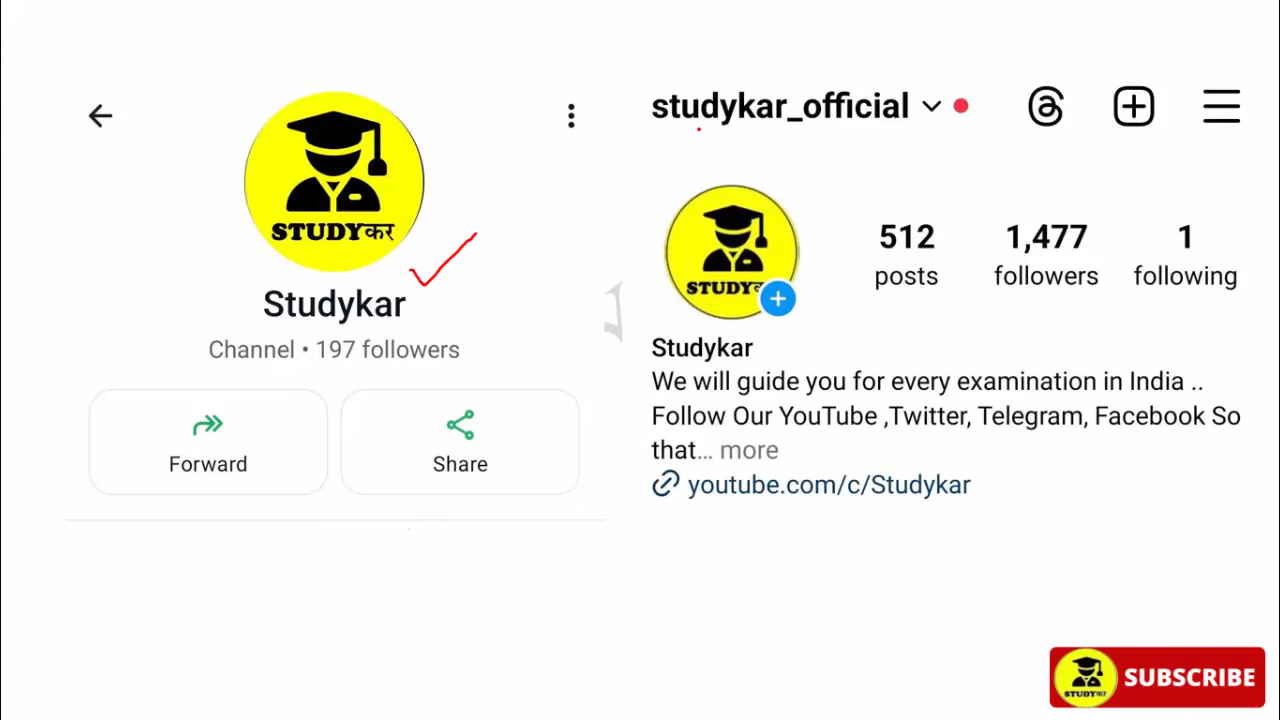 STUDYकर
Studykar
Channel • 197 followers
Forward
Share
studykar_official
512 posts
1,477 followers
1 following
STUDYक
Studykar
We will guide you for every examination in India ..
Follow Our YouTube ,Twitter, Telegram, Facebook So
that... more
youtube.com/c/Studykar
STUDYकर
SUBSCRIBE